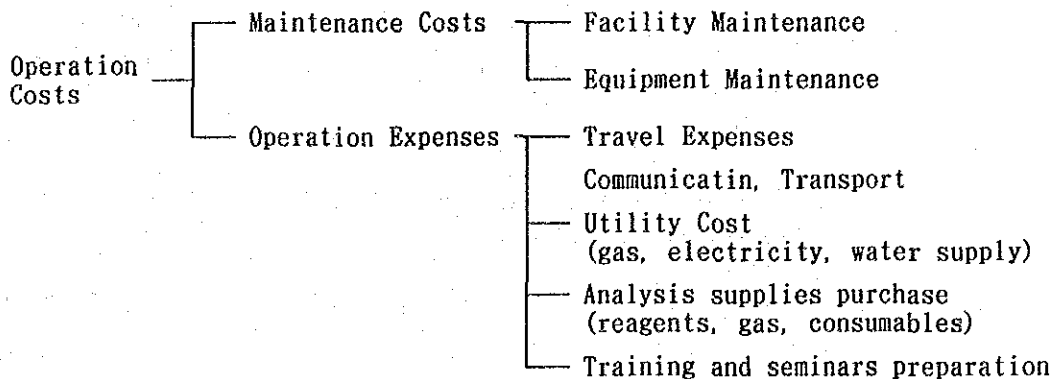 Operation
Costs
Maintenance Costs
Facility Maintenance
Equipment Maintenance
Operation Expenses
Travel Expenses
Communicatin, Transport
Utility Cost
(gas, electricity, water supply)
Analysis supplies purchase
(reagents, gas, consumables)
Training and seminars preparation